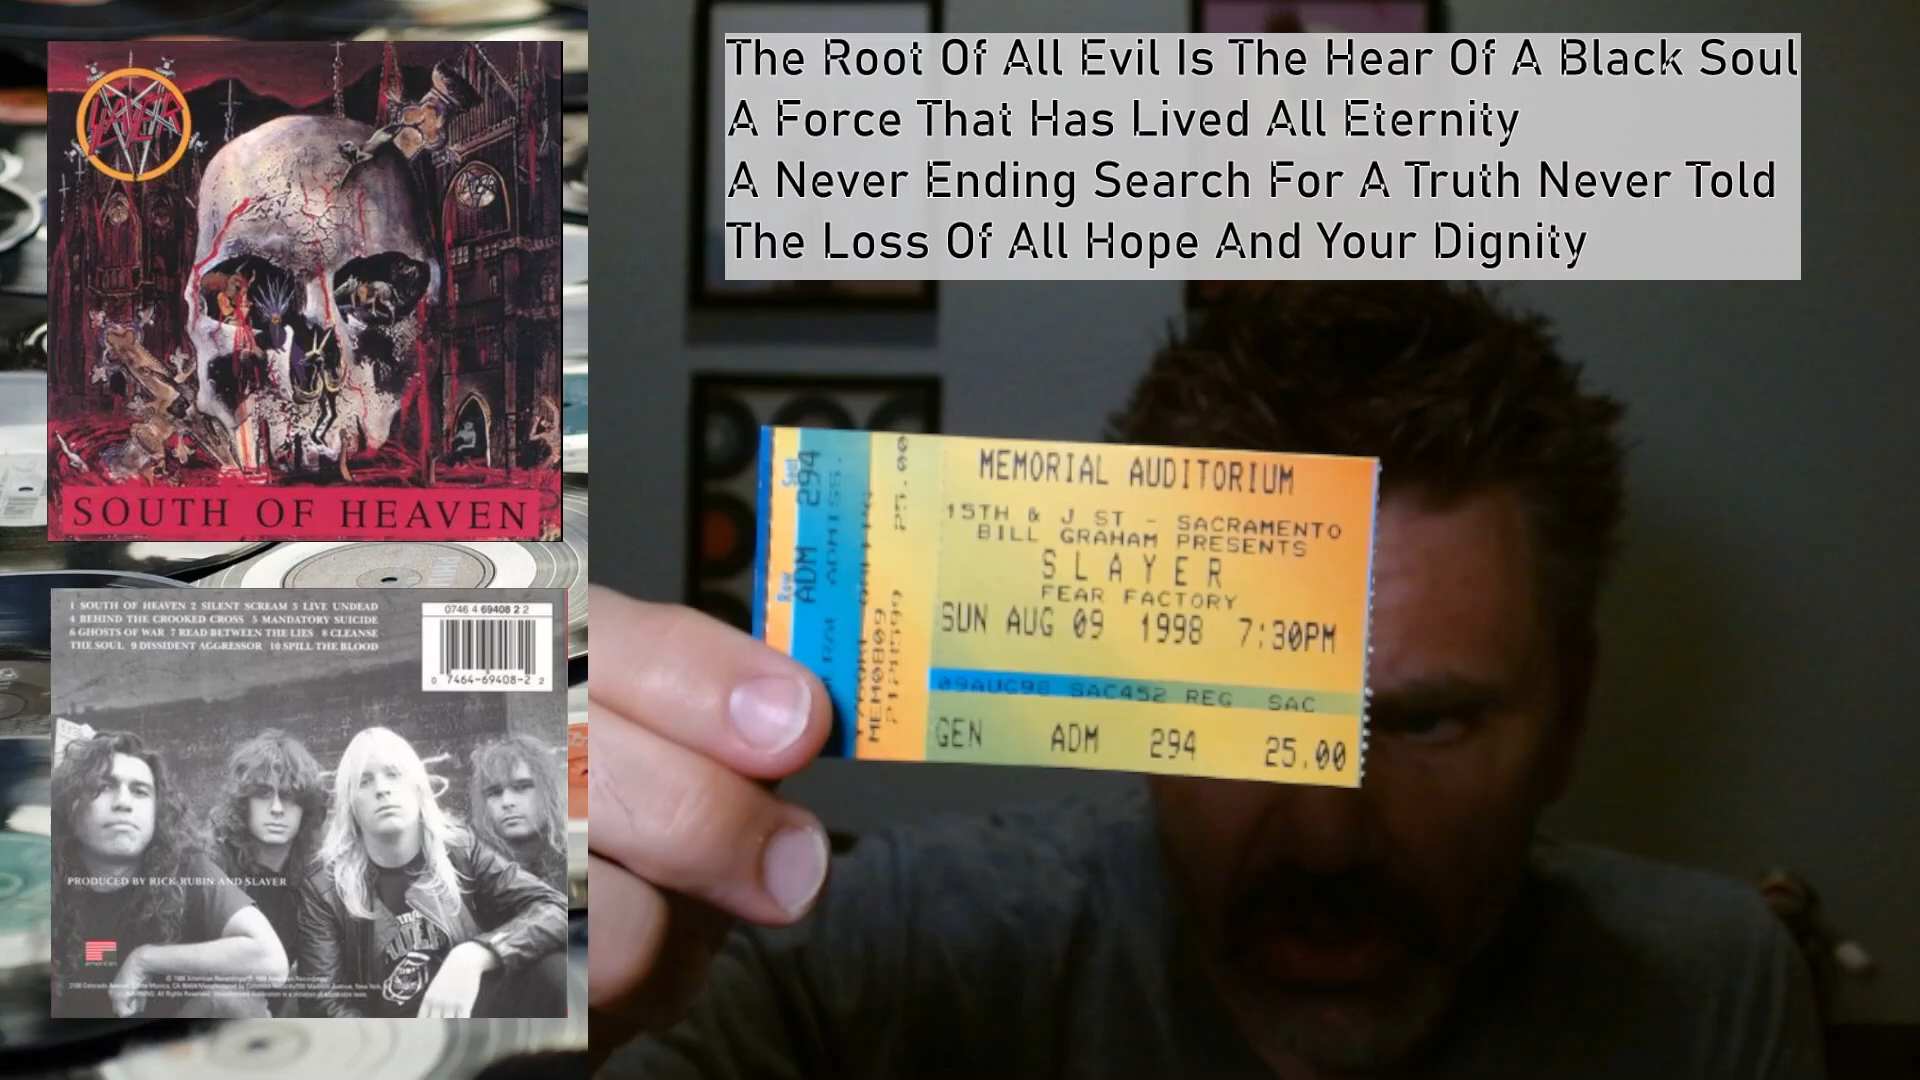 The Root Of All Evil Is The Hear Of A Black Soul
A Force That Has Lived All Eternity
A Never Ending Search For A Truth Never Told
The Loss Of All Hope And Your Dignity
SLAYER
SOUTH OF HEAVEN
1 SOUTH OF HEAVEN 2 SILENT SCREAM 3 LIVE UNDEAD
4 BEHIND THE CROOKED CROSS 5 MANDATORY SUICIDE
6 GHOSTS OF WAR 7 READ BETWEEN THE LIES 8 CLEANSE
THE SOUL 9 DISSIDENT AGGRESSOR 10 SPILL THE BLOOD
0746 4 69408 2 2
0 7464-69408-2 2
PRODUCED BY RICK RUBIN AND SLAYER
american
MEMORIAL AUDITORIUM
15TH & J ST - SACRAMENTO
BILL GRAHAM PRESENTS
SLAYER
FEAR FACTORY
SUN AUG 09 1998 7:30PM
09AUG98 SAC452 REG SAC
GEN ADM 294 25.00
Row Seat
ADM 294
25.00
MEM0809